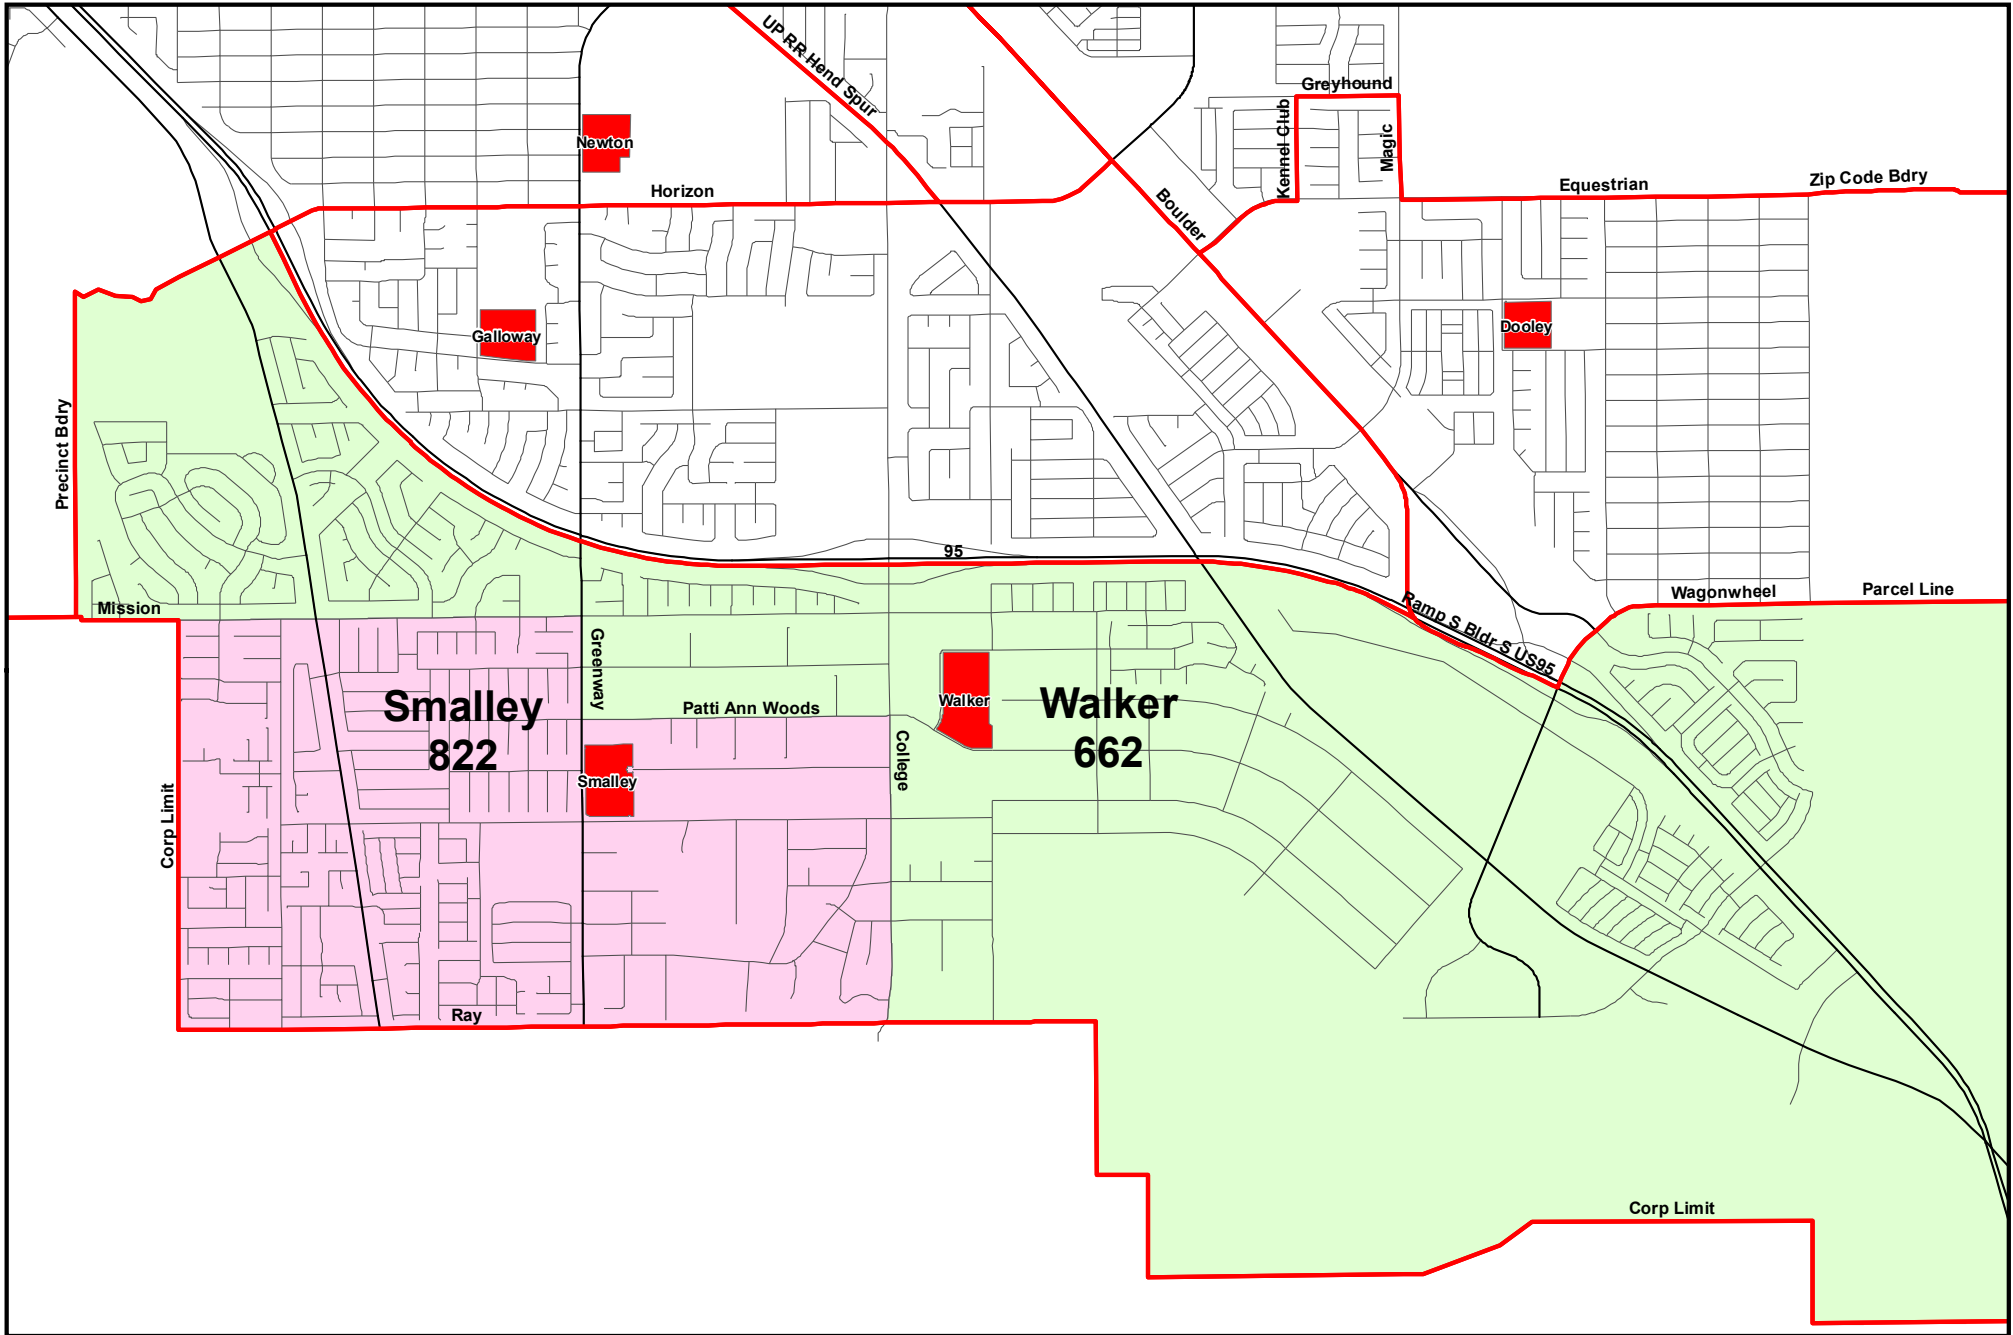 UP RR Hend Spur
Greyhound
Kennel Club
Magic
Newton
Horizon
Equestrian
Zip Code Bdry
Boulder
Galloway
Dooley
Precinct Bdry
95
Mission
Ramp S Bldr S US95
Wagonwheel
Parcel Line
Greenway
Smalley
822
Patti Ann Woods
Walker
Walker
662
College
Smalley
Corp Limit
Ray
Corp Limit